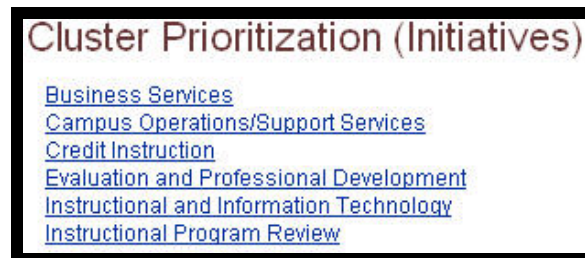 Cluster Prioritization (Initiatives)
Business Services
Campus Operations/Support Services
Credit Instruction
Evaluation and Professional Development
Instructional and Information Technology
Instructional Program Review